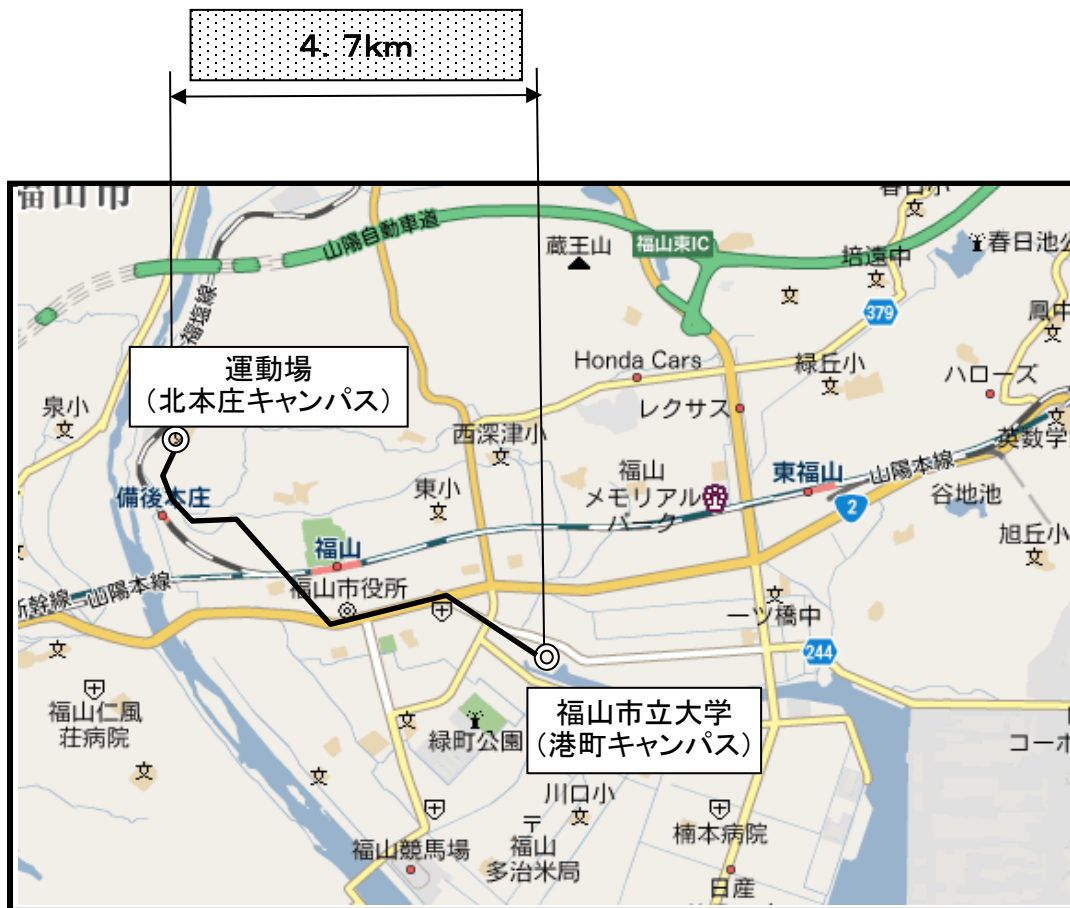 4．7km
福山市
山陽自動車道
蔵王山
福山東IC
春日小
培遠中
春日池公
福塩線
379
鳳中
運動場
（北本庄キャンパス）
Honda Cars
緑丘小
ハローズ
泉小
レクサス
西深津小
英数学
福山
メモリアル
パーク
東福山
山陽本線
備後本庄
東小
2
谷地池
旭丘小
福山
新幹線
山陽本線
福山市役所
一ツ橋中
244
福山市立大学
（港町キャンパス）
福山仁風
荘病院
緑町公園
コーポ
川口小
楠本病院
福山競馬場
福山
多治米局
日産